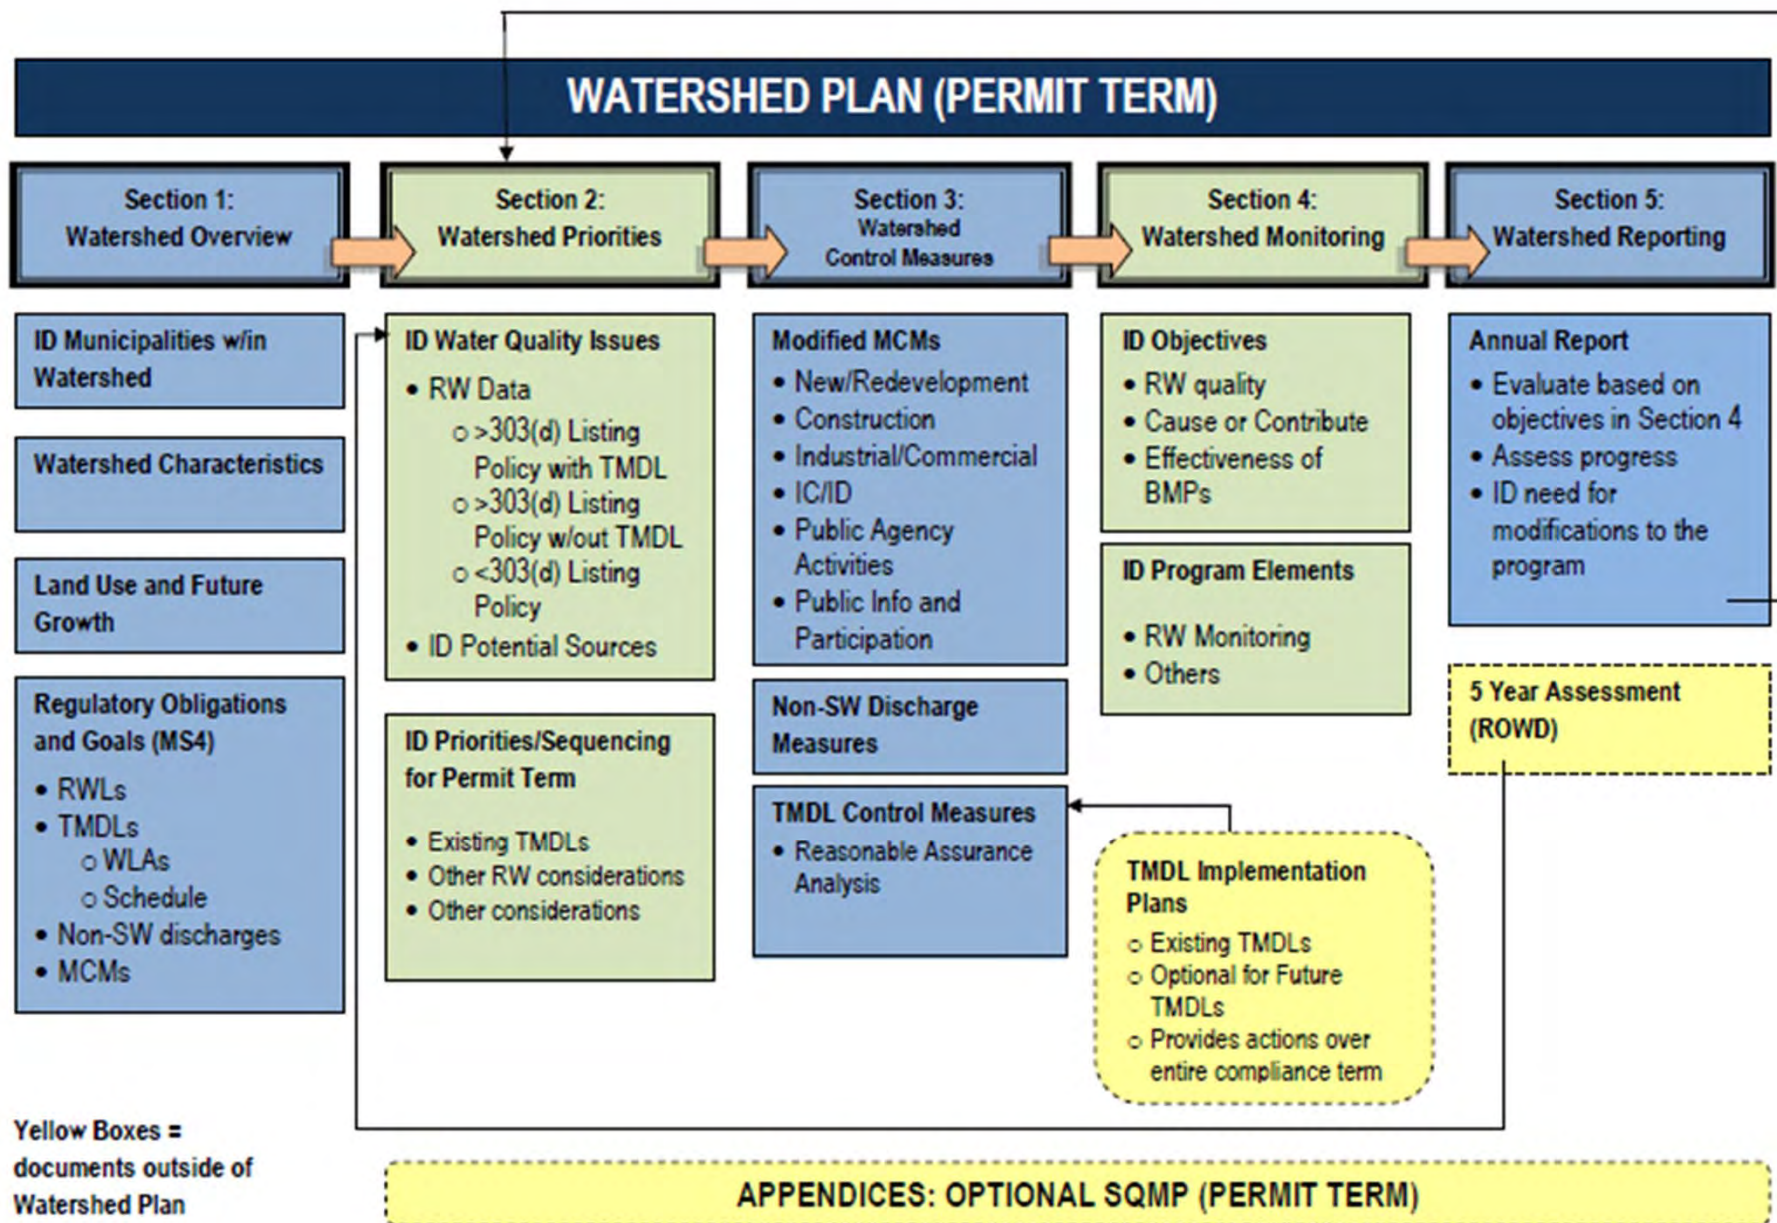 WATERSHED PLAN (PERMIT TERM)
Section 1:
Watershed Overview
Section 2:
Watershed Priorities
Section 3:
Watershed
Control Measures
Section 4:
Watershed Monitoring
Section 5:
Watershed Reporting
ID Municipalities w/in
Watershed
Watershed Characteristics
Land Use and Future
Growth
Regulatory Obligations
and Goals (MS4)
• RWLs
• TMDLs
o WLAs
o Schedule
• Non-SW discharges
• MCMs
ID Water Quality Issues
• RW Data
o >303(d) Listing
Policy with TMDL
o >303(d) Listing
Policy w/out TMDL
o <303(d) Listing
Policy
• ID Potential Sources
ID Priorities/Sequencing
for Permit Term
• Existing TMDLs
• Other RW considerations
• Other considerations
Modified MCMs
• New/Redevelopment
• Construction
• Industrial/Commercial
• IC/ID
• Public Agency
Activities
• Public Info and
Participation
Non-SW Discharge
Measures
TMDL Control Measures
• Reasonable Assurance
Analysis
ID Objectives
• RW quality
• Cause or Contribute
• Effectiveness of
BMPs
ID Program Elements
• RW Monitoring
• Others
TMDL Implementation
Plans
o Existing TMDLs
o Optional for Future
TMDLs
o Provides actions over
entire compliance term
Annual Report
• Evaluate based on
objectives in Section 4
• Assess progress
• ID need for
modifications to the
program
5 Year Assessment
(ROWD)
Yellow Boxes =
documents outside of
Watershed Plan
APPENDICES: OPTIONAL SQMP (PERMIT TERM)